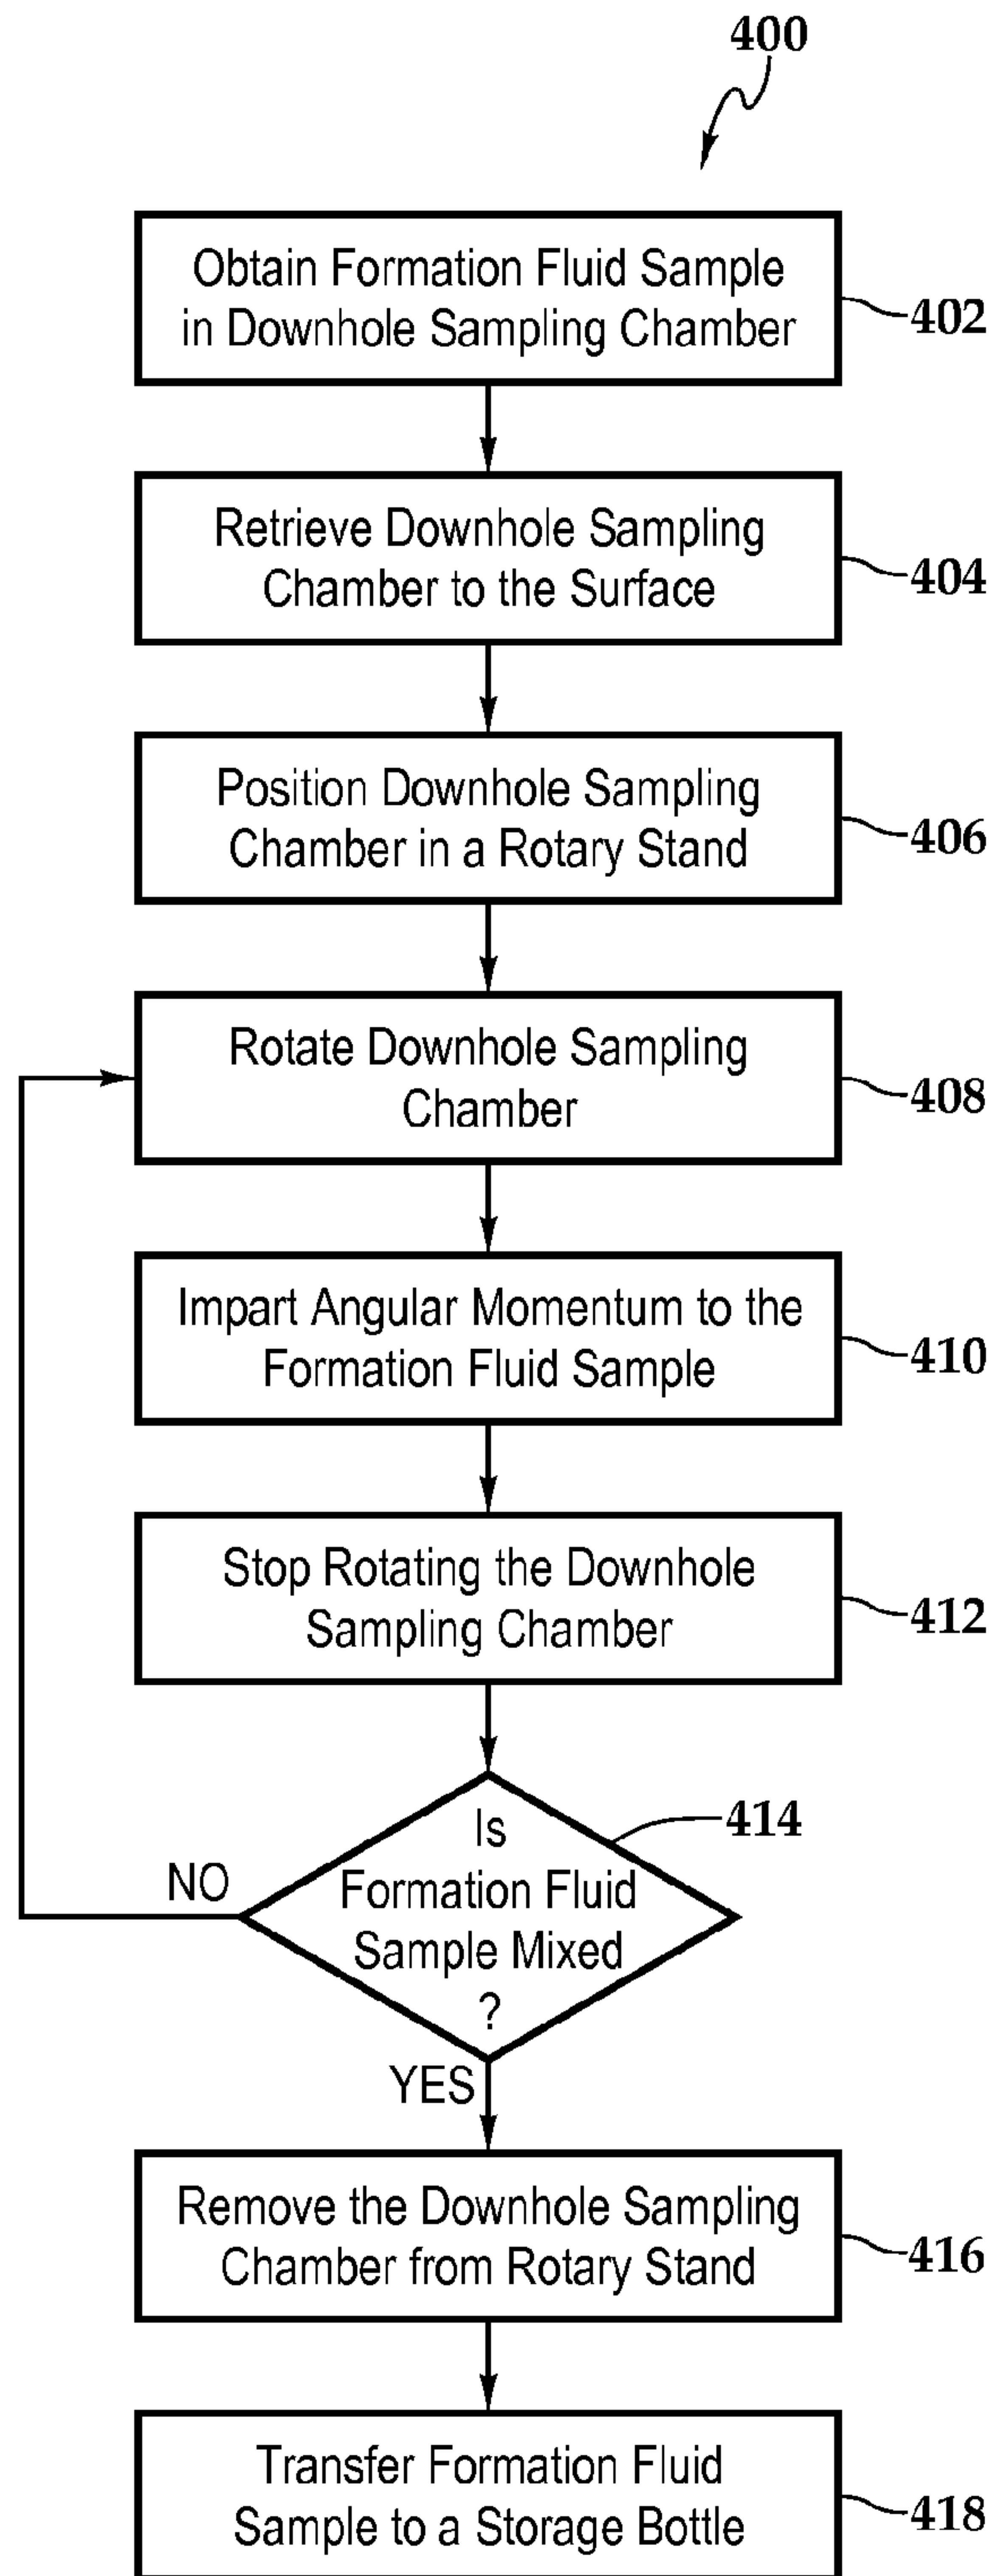 400
Obtain Formation Fluid Sample
in Downhole Sampling Chamber
402
Retrieve Downhole Sampling
Chamber to the Surface
404
Position Downhole Sampling
Chamber in a Rotary Stand
406
Rotate Downhole Sampling
Chamber
408
Impart Angular Momentum to the
Formation Fluid Sample
410
Stop Rotating the Downhole
Sampling Chamber
412
Is
Formation Fluid
Sample Mixed
?
414
NO
YES
Remove the Downhole Sampling
Chamber from Rotary Stand
416
Transfer Formation Fluid
Sample to a Storage Bottle
418